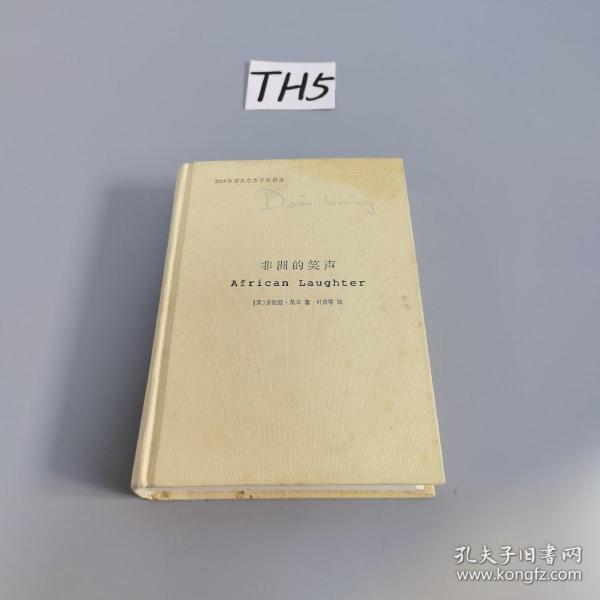 TH5
2007年诺贝尔文学奖得主
Doris Lessing
非洲的笑声
African Laughter
[英]多丽丝·莱辛 著 叶肖等 译
孔夫子旧书网
www.kongfz.com